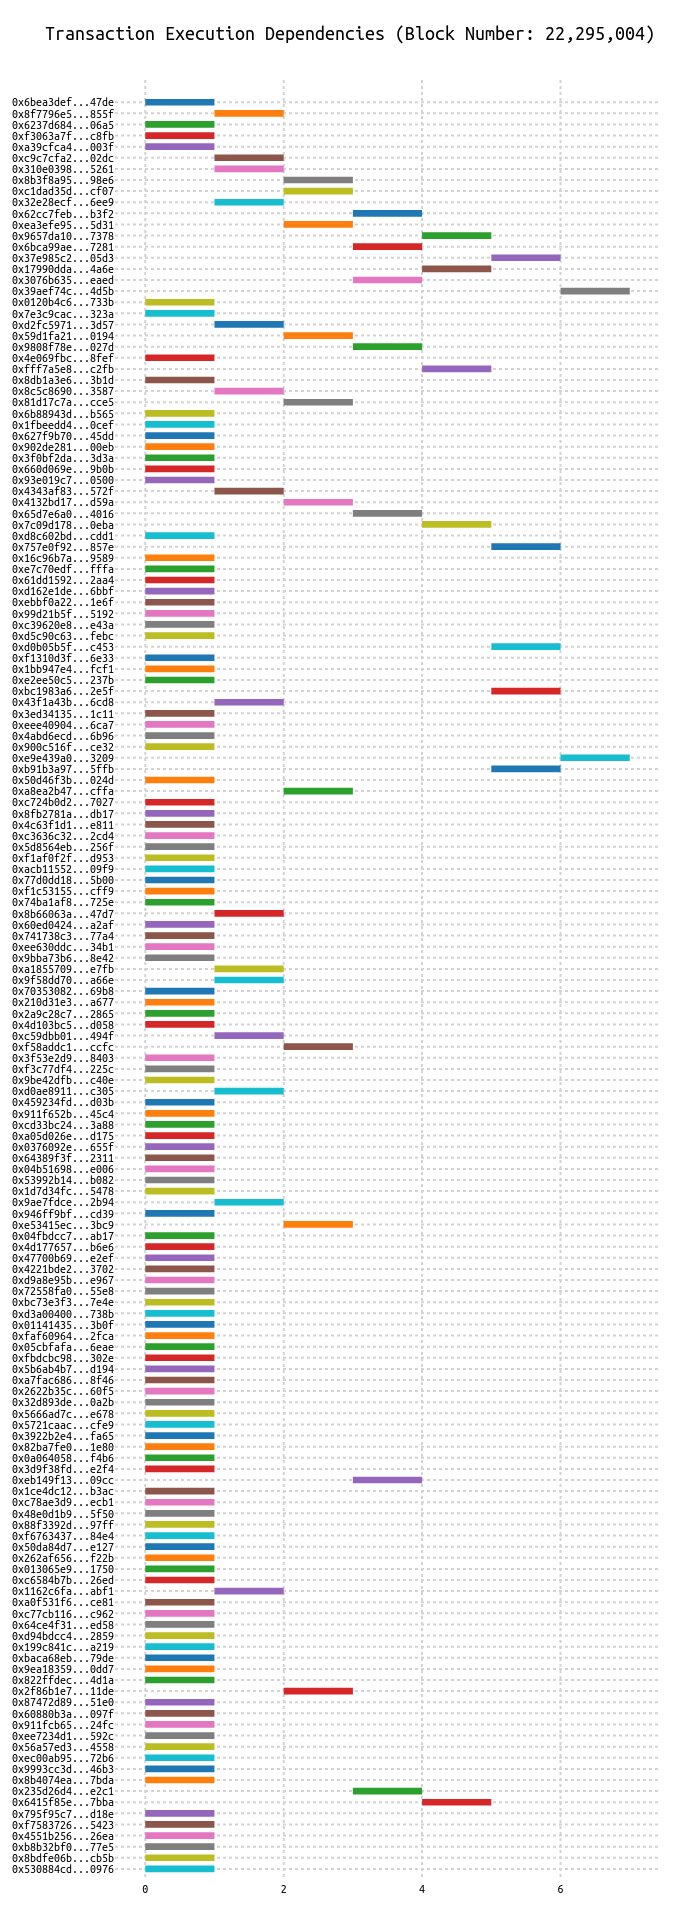 Transaction Execution Dependencies (Block Number: 22,295,004)
0x6bea3def...47de
0x8f7796e5...855f
0x6237d684...06a5
0xf3063a7f...c8fb
0xa39cfca4...003f
0xc9c7cfa2...02dc
0x310e0398...5261
0x8b3f8a95...98e6
0xc1dad35d...cf07
0x32e28ecf...6ee9
0x62cc7feb...b3f2
0xea3efe95...5d31
0x9657da10...7378
0x6bca99ae...7281
0x37e985c2...05d3
0x17990dda...4a6e
0x3076b635...eaed
0x39aef74c...4d5b
0x0120b4c6...733b
0x7e3c9cac...323a
0xd2fc5971...3d57
0x59d1fa21...0194
0x9808f78e...027d
0x4e069fbc...8fef
0xfff7a5e8...c2fb
0x8db1a3e6...3b1d
0x8c5c8690...3587
0x81d17c7a...cce5
0x6b88943d...b565
0x1fbeedd4...0cef
0x627f9b70...45dd
0x902de281...00eb
0x3f0bf2da...3d3a
0x660d069e...9b0b
0x93e019c7...0500
0x4343af83...572f
0x4132bd17...d59a
0x65d7e6a0...4016
0x7c09d178...0eba
0xd8c602bd...cdd1
0x757e0f92...857e
0x16c96b7a...9589
0xe7c70edf...fffa
0x61dd1592...2aa4
0xd162e1de...6bbf
0xebbf0a22...1e6f
0x99d21b5f...5192
0xc39620e8...e43a
0xd5c90c63...febc
0xd0b05b5f...c453
0xf1310d3f...6e33
0x1bb947e4...fcf1
0xe2ee50c5...237b
0xbc1983a6...2e5f
0x43f1a43b...6cd8
0x3ed34135...1c11
0xeee40904...6ca7
0x4abd6ecd...6b96
0x900c516f...ce32
0xe9e439a0...3209
0xb91b3a97...5ffb
0x50d46f3b...024d
0xa8ea2b47...cffa
0xc724b0d2...7027
0x8fb2781a...db17
0x4c63f1d1...e811
0xc3636c32...2cd4
0x5d8564eb...256f
0xf1af0f2f...d953
0xacb11552...09f9
0x77d0dd18...5b00
0xf1c53155...cff9
0x74ba1af8...725e
0x8b66063a...47d7
0x60ed0424...a2af
0x741738c3...77a4
0xee630ddc...34b1
0x9bba73b6...8e42
0xa1855709...e7fb
0x9f58dd70...a66e
0x70353082...69b8
0x210d31e3...a677
0x2a9c28c7...2865
0x4d103bc5...d058
0xc59dbb01...494f
0xf58addc1...ccfc
0x3f53e2d9...8403
0xf3c77df4...225c
0x9be42dfb...c40e
0xd0ae8911...c305
0x459234fd...d03b
0x911f652b...45c4
0xcd33bc24...3a88
0xa05d026e...d175
0x0376092e...655f
0x64389f3f...2311
0x04b51698...e006
0x53992b14...b082
0x1d7d34fc...5478
0x9ae7fdce...2b94
0x946ff9bf...cd39
0xe53415ec...3bc9
0x04fbdcc7...ab17
0x4d177657...b6e6
0x47700b69...e2ef
0x4221bde2...3702
0xd9a8e95b...e967
0x72558fa0...55e8
0xbc73e3f3...7e4e
0xd3a00400...738b
0x01141435...3b0f
0xfaf60964...2fca
0x05cbfafa...6eae
0xfbdcbc98...302e
0x5b6ab4b7...d194
0xa7fac686...8f46
0x2622b35c...60f5
0x32d893de...0a2b
0x5666ad7c...e678
0x5721caac...cfe9
0x3922b2e4...fa65
0x82ba7fe0...1e80
0x0a064058...f4b6
0x3d9f38fd...e2f4
0xeb149f13...09cc
0x1ce4dc12...b3ac
0xc78ae3d9...ecb1
0x48e0d1b9...5f50
0x88f3392d...97ff
0xf6763437...84e4
0x50da84d7...e127
0x262af656...f22b
0x013065e9...1750
0xc6584b7b...26ed
0x1162c6fa...abf1
0xa0f531f6...ce81
0xc77cb116...c962
0x64ce4f31...ed58
0xd94bdcc4...2859
0x199c841c...a219
0xbaca68eb...79de
0x9ea18359...0dd7
0x822ffdec...4d1a
0x2f86b1e7...11de
0x87472d89...51e0
0x60880b3a...097f
0x911fcb65...24fc
0xee7234d1...592c
0x56a57ed3...4558
0xec00ab95...72b6
0x9993cc3d...46b3
0x8b4074ea...7bda
0x235d26d4...e2c1
0x6415f85e...7bba
0x795f95c7...d18e
0xf7583726...5423
0x4551b256...26ea
0xb8b32bf0...77e5
0x8bdfe06b...cb5b
0x530884cd...0976
0 2 4 6